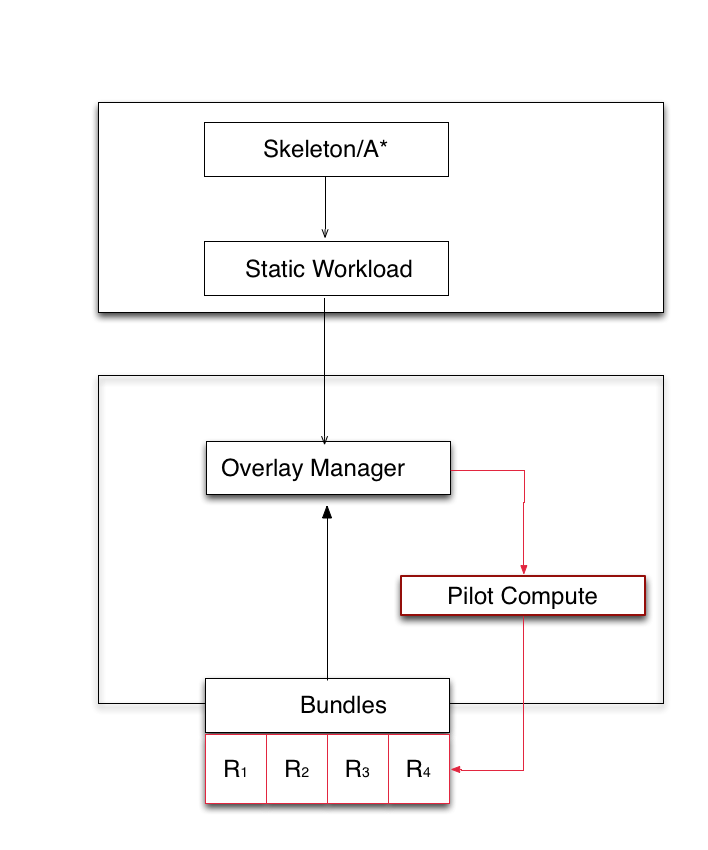 Skeleton/A*
Static Workload
Overlay Manager
Pilot Compute
Bundles
R1 R2 R3 R4